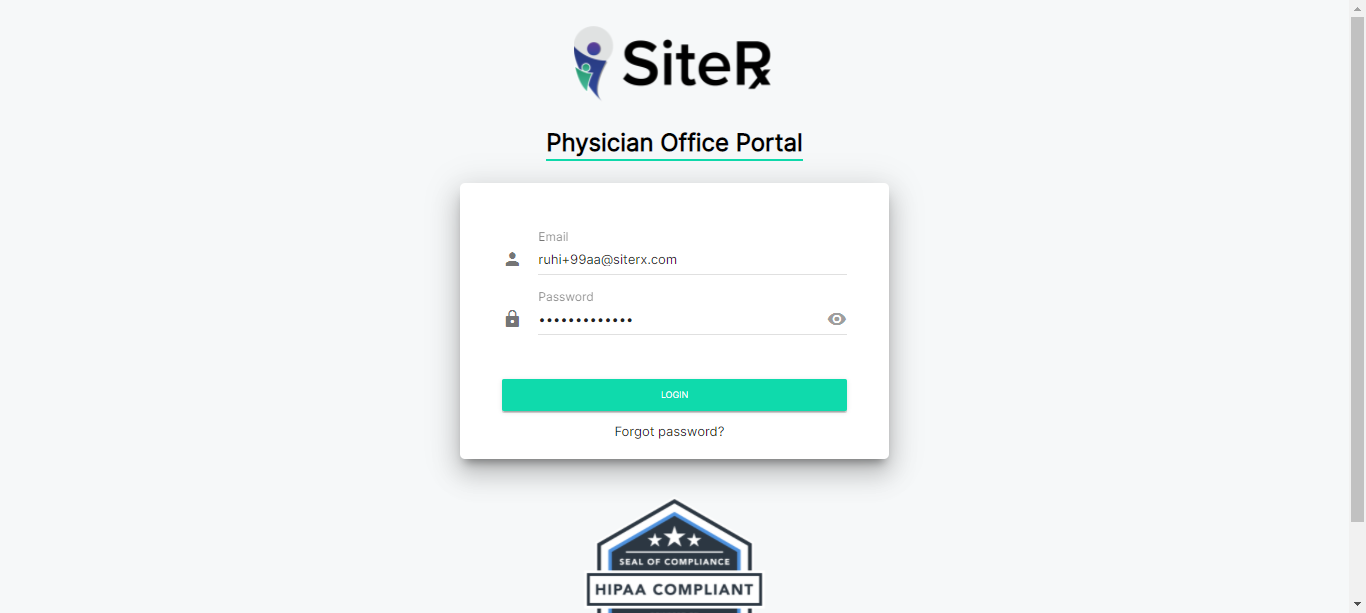 SiteRx
Physician Office Portal
Email
ruhi+99aa@siterx.com
Password
•••••••••••••
LOGIN
Forgot password?
SEAL OF COMPLIANCE
HIPAA COMPLIANT